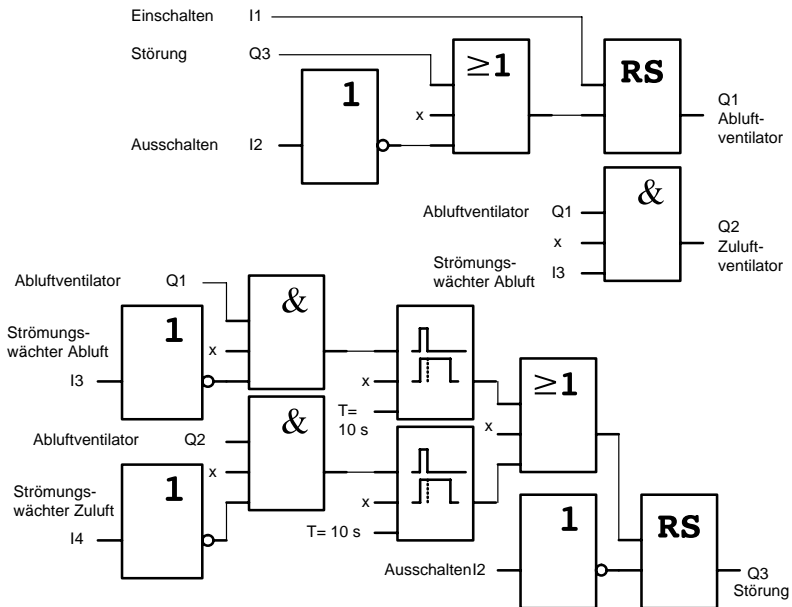 Einschalten I1
Störung Q3
≥1
RS
1
x
Q1
Abluft-
ventilator
Ausschalten I2
&
Abluftventilator Q1
x
Q2
Zuluft-
ventilator
Strömungs-
wächter Abluft
I3
Abluftventilator Q1
&
Strömungs-
wächter Abluft
1
x
I3
x
T=
10 s
≥1
x
Abluftventilator Q2
&
x
Strömungs-
wächter Zuluft
1
I4
x
T= 10 s
1
RS
Ausschalten I2
Q3
Störung